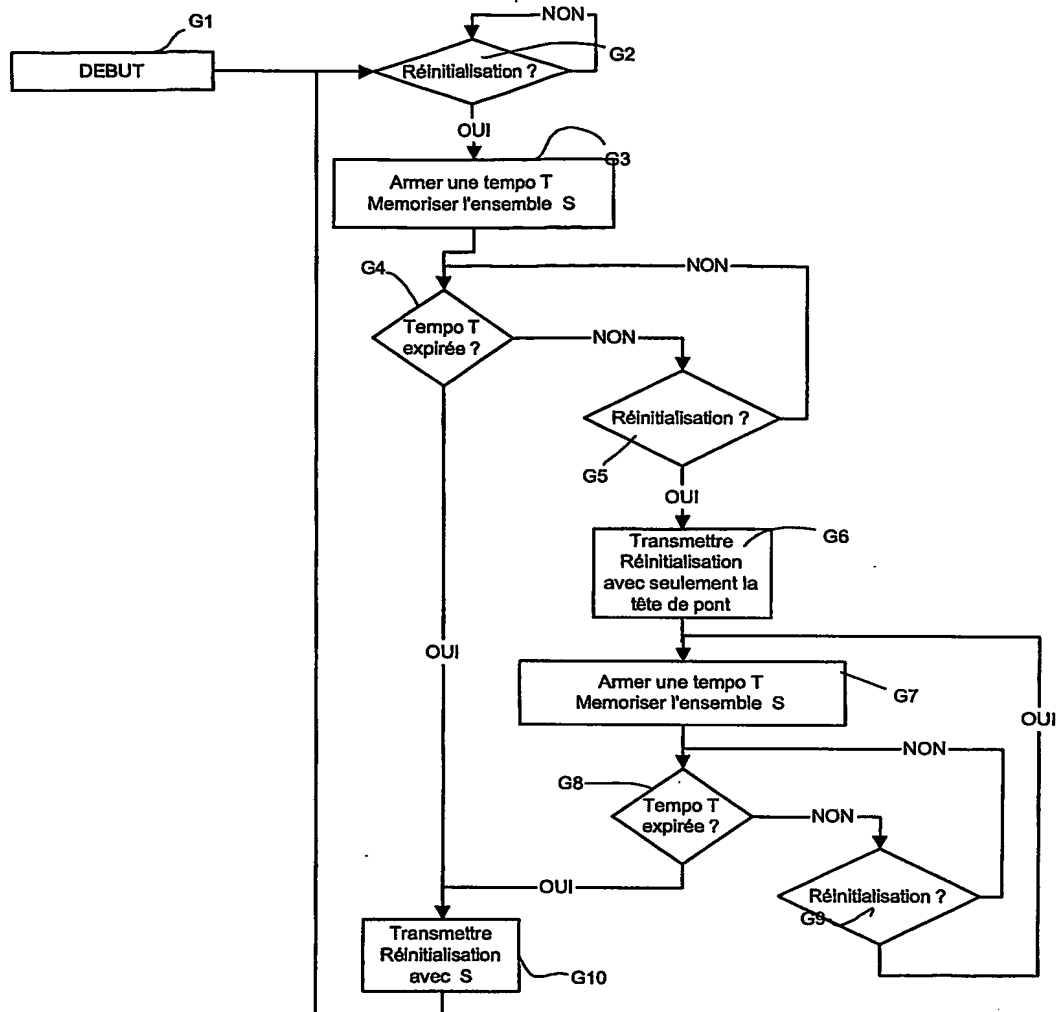 G1
DEBUT
NON
Réinitialisation ?
G2
OUI
G3
Armer une tempo T
Memoriser l'ensemble S
G4
NON
Tempo T
expirée ?
NON
Réinitialisation ?
G5
OUI
Transmettre
Réinitialisation
avec seulement la
tête de pont
G6
OUI
Armer une tempo T
Memoriser l'ensemble S
G7
OUI
NON
G8
Tempo T
expirée ?
NON
OUI
Réinitialisation ?
G9
Transmettre
Réinitialisation
avec S
G10